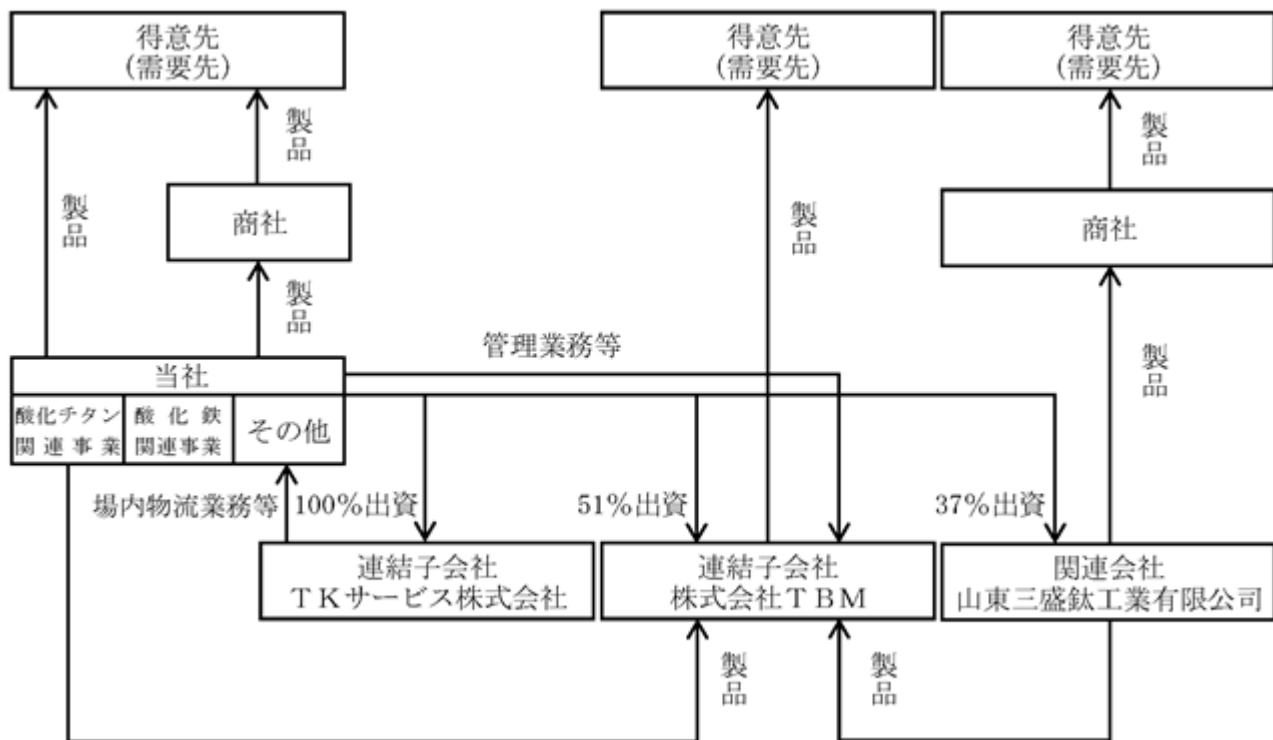 得意先
(需要先)
得意先
(需要先)
得意先
(需要先)
製品
製品
製品
商社
製品
商社
製品
管理業務等
製品
当社
酸化チタン
関連事業
酸化鉄
関連事業
その他
場内物流業務等
100%出資
51%出資
37%出資
連結子会社
TKサービス株式会社
連結子会社
株式会社TBM
関連会社
山東三盛鈦工業有限公司
製品
製品